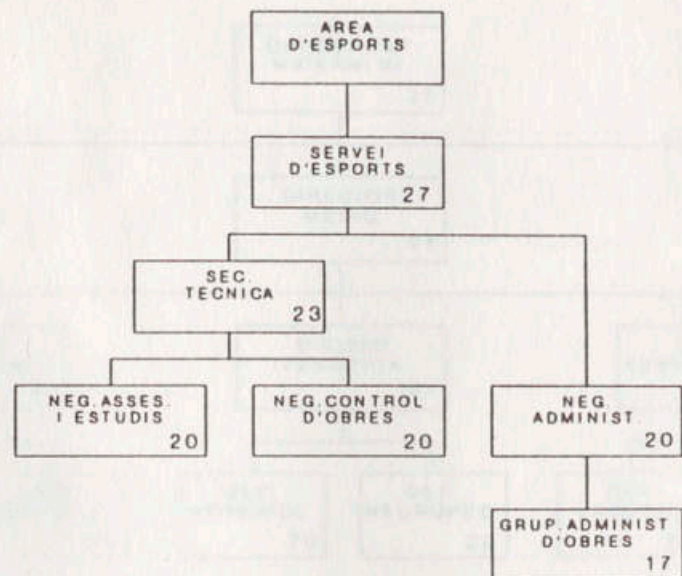 AREA
D'ESPORTS
SERVEI
D'ESPORTS
27
SEC.
TECNICA
23
NEG.ASSES.
I ESTUDIS
20
NEG.CONTROL
D'OBRES
20
NEG.
ADMINIST.
20
GRUP.ADMINIST
D'OBRES
17